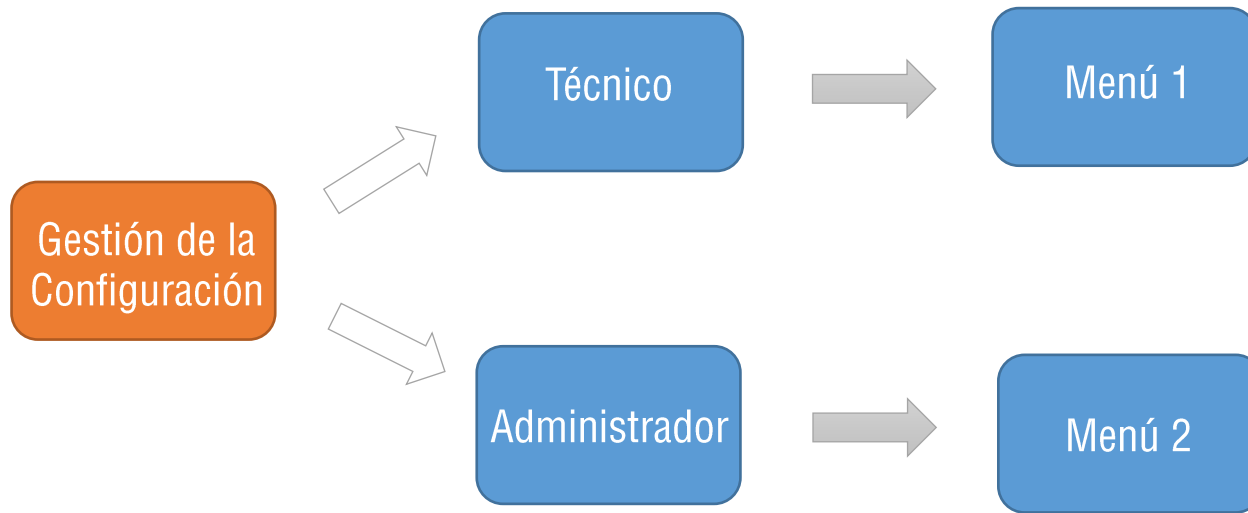 Técnico
Menú 1
Gestión de la
Configuración
Administrador
Menú 2